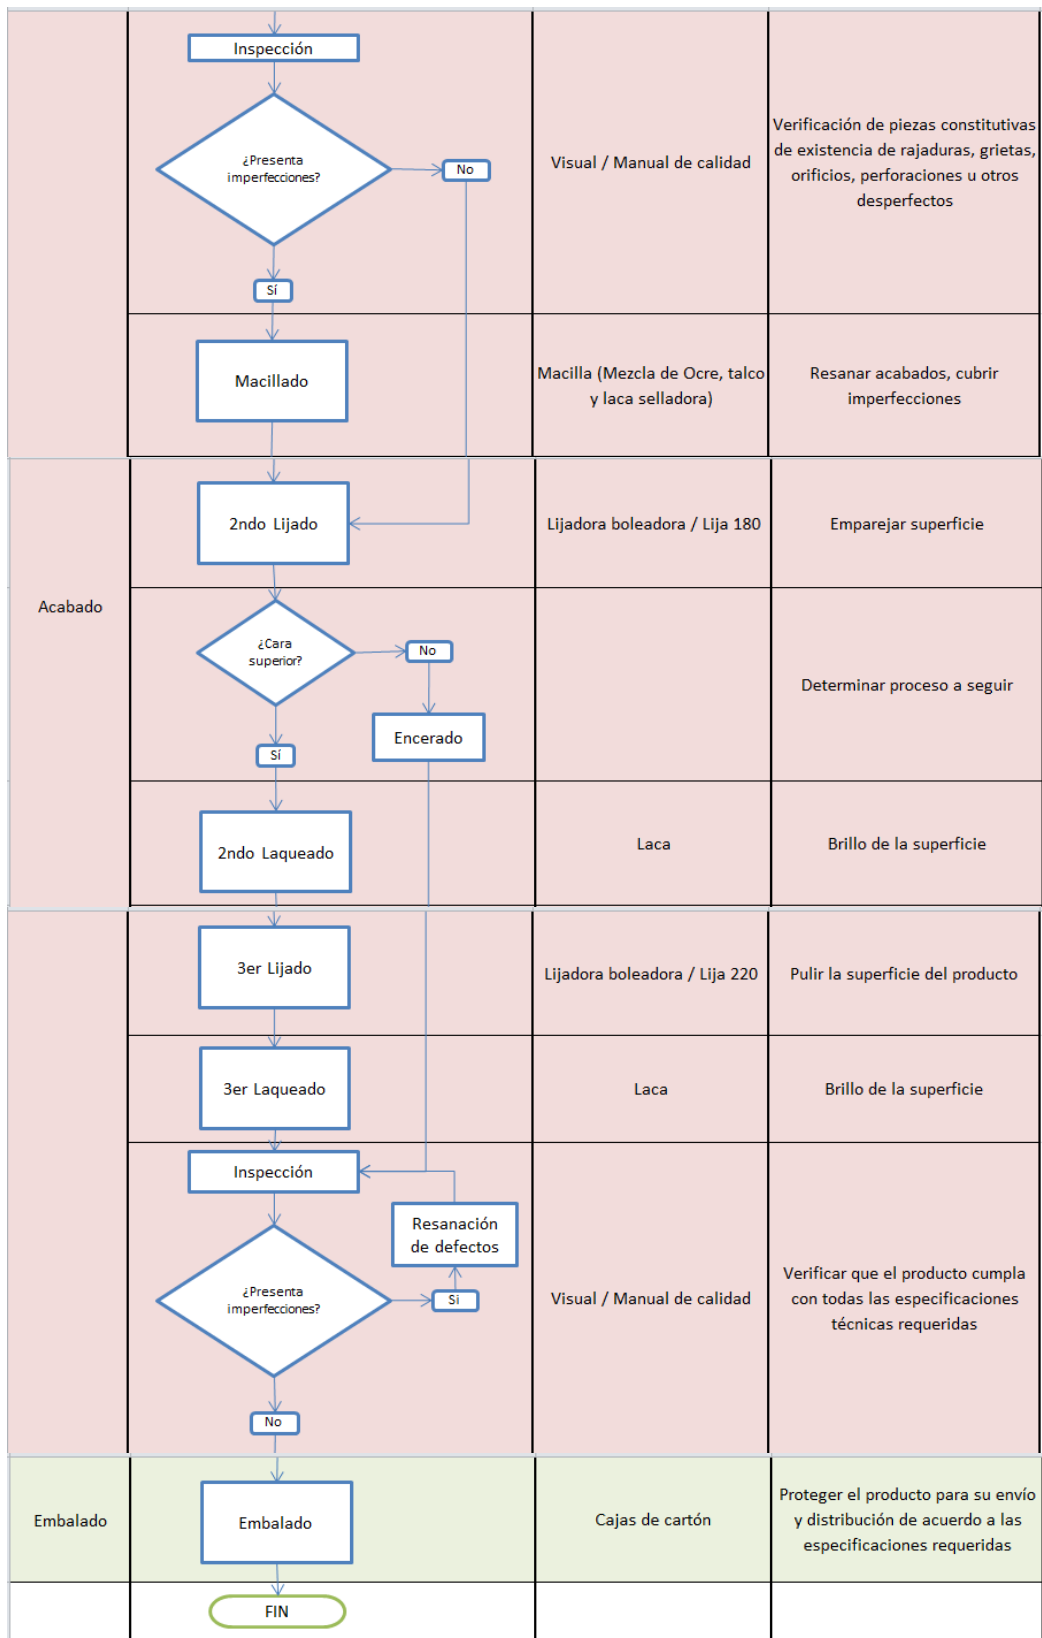 Inspección
¿Presenta
imperfecciones?
No
Sí
Visual / Manual de calidad
Verificación de piezas constitutivas
de existencia de rajaduras, grietas,
orificios, perforaciones u otros
desperfectos
Macillado
Macilla (Mezcla de Ocre, talco
y laca selladora)
Resanar acabados, cubrir
imperfecciones
Acabado
2ndo Lijado
Lijadora boleadora / Lija 180
Emparejar superficie
¿Cara
superior?
No
Encerado
Sí
Determinar proceso a seguir
2ndo Laqueado
Laca
Brillo de la superficie
3er Lijado
Lijadora boleadora / Lija 220
Pulir la superficie del producto
3er Laqueado
Laca
Brillo de la superficie
Inspección
Resanación
de defectos
¿Presenta
imperfecciones?
Si
No
Visual / Manual de calidad
Verificar que el producto cumpla
con todas las especificaciones
técnicas requeridas
Embalado
Embalado
Cajas de cartón
Proteger el producto para su envío
y distribución de acuerdo a las
especificaciones requeridas
FIN